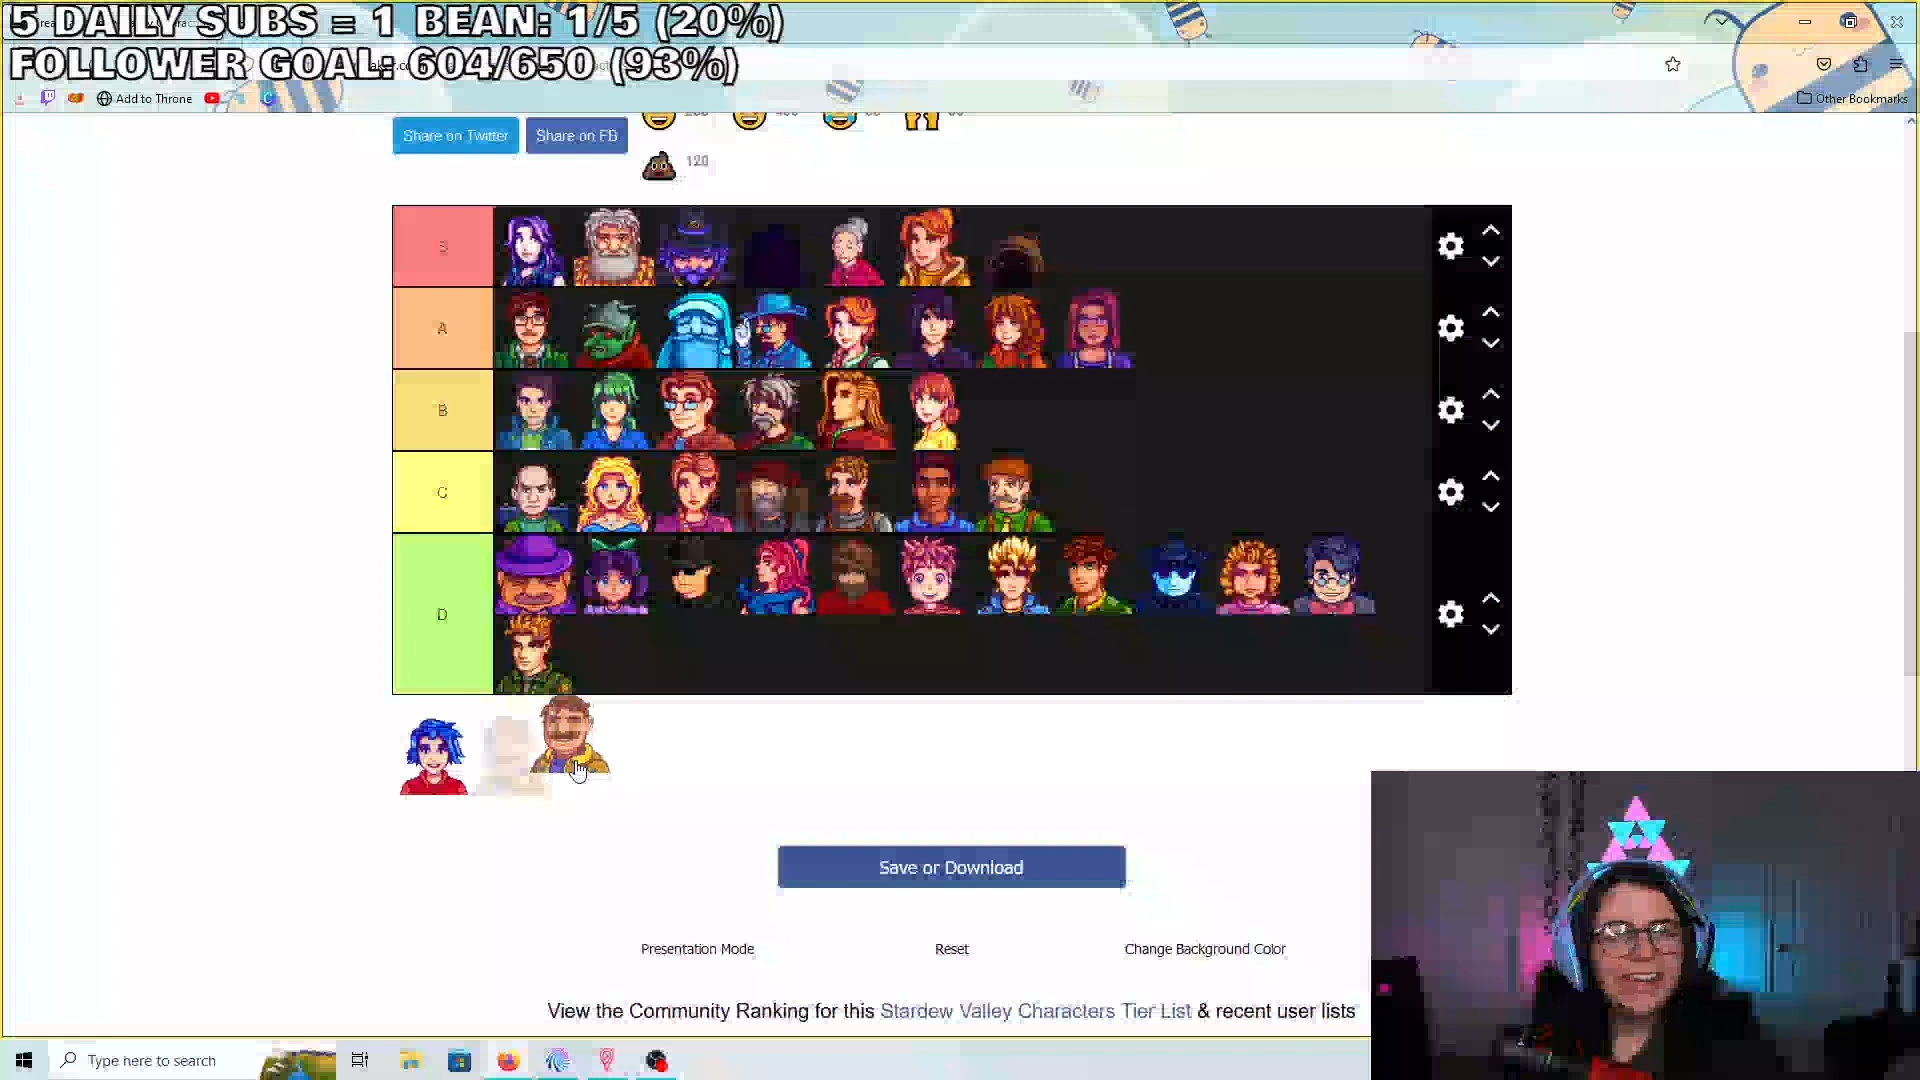 5 DAILY SUBS = 1 BEAN: 1/5 (20%)
FOLLOWER GOAL: 604/650 (93%)
Add to Throne
Other Bookmarks
Share on Twitter
Share on FB
120
S
A
B
C
D
Save or Download
Presentation Mode
Reset
Change Background Color
View the Community Ranking for this Stardew Valley Characters Tier List & recent user lists
Type here to search